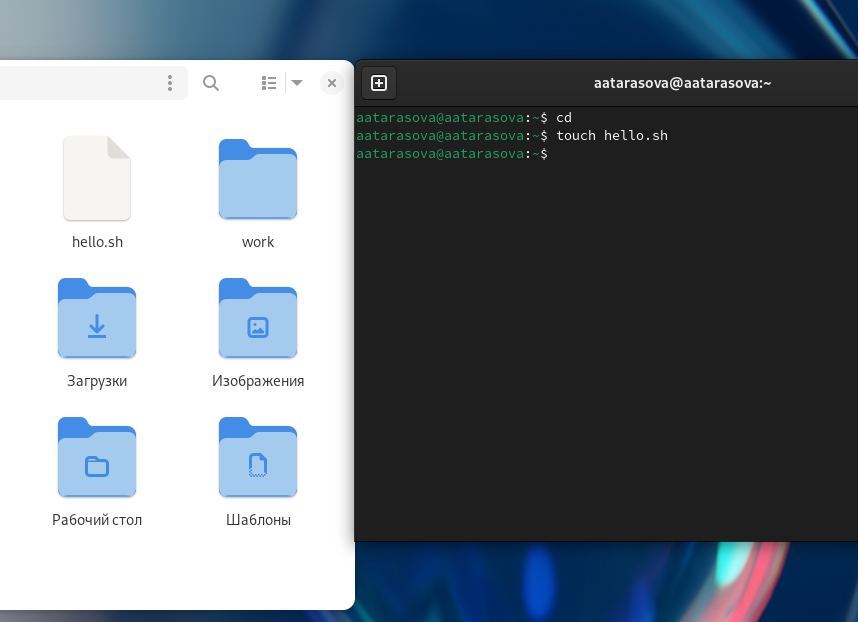 hello.sh
work
Загрузки
Изображения
Рабочий стол
Шаблоны
aatarasova@aatarasova:~
aatarasova@aatarasova:~$ cd
aatarasova@aatarasova:~$ touch hello.sh
aatarasova@aatarasova:~$